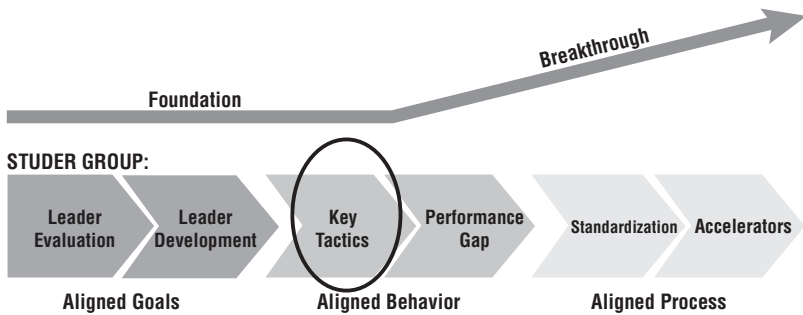 Breakthrough
Foundation
STUDER GROUP:
Leader
Evaluation
Leader
Development
Key
Tactics
Performance
Gap
Standardization
Accelerators
Aligned Goals
Aligned Behavior
Aligned Process